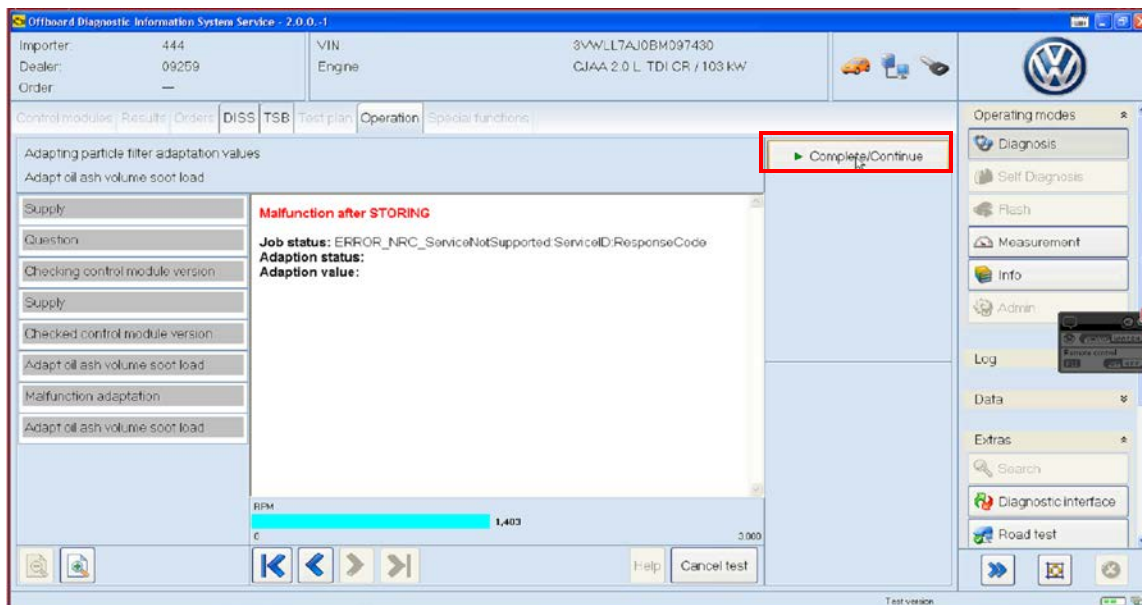 Offboard Diagnostic Information System Service - 2.0.0.-1
Importer: 444
Dealer: 09259
Order: ---
VIN 3VWLL7AJ0BM097430
Engine CJAA 2.0 L TDI CR / 103 kW
Control modules Results Orders DISS TSB Test plan Operation Special functions
Adapting particle filter adaptation values
Adapt oil ash volume soot load
Complete/Continue
Supply
Question
Checking control module version
Supply
Checked control module version
Adapt oil ash volume soot load
Malfunction adaptation
Adapt oil ash volume soot load
Malfunction after STORING
Job status: ERROR_NRC_ServiceNotSupported:ServiceID:ResponseCode
Adaption status:
Adaption value:
RPM
1,403
0 3.000
Help Cancel test
Operating modes
Diagnosis
Self Diagnosis
Flash
Measurement
Info
Admin
Log
Data
Extras
Search
Diagnostic interface
Road test
Test version